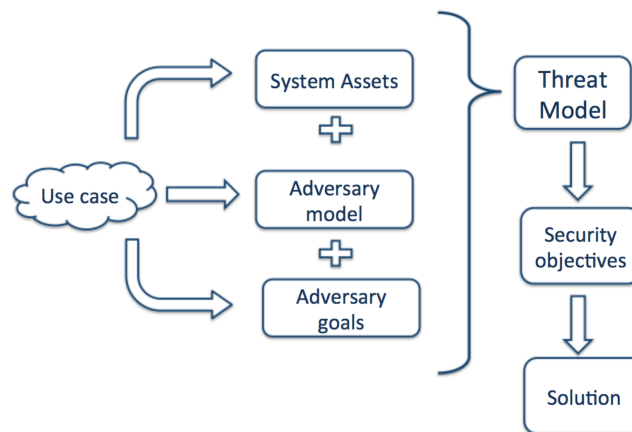 Use case
System Assets
Adversary
model
Adversary
goals
Threat
Model
Security
objectives
Solution